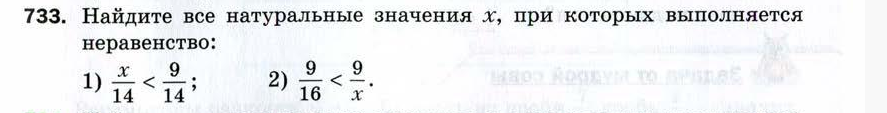 733. Найдите все натуральные значения x, при которых выполняется
неравенство:
1) x/14 < 9/14; 2) 9/16 < 9/x.